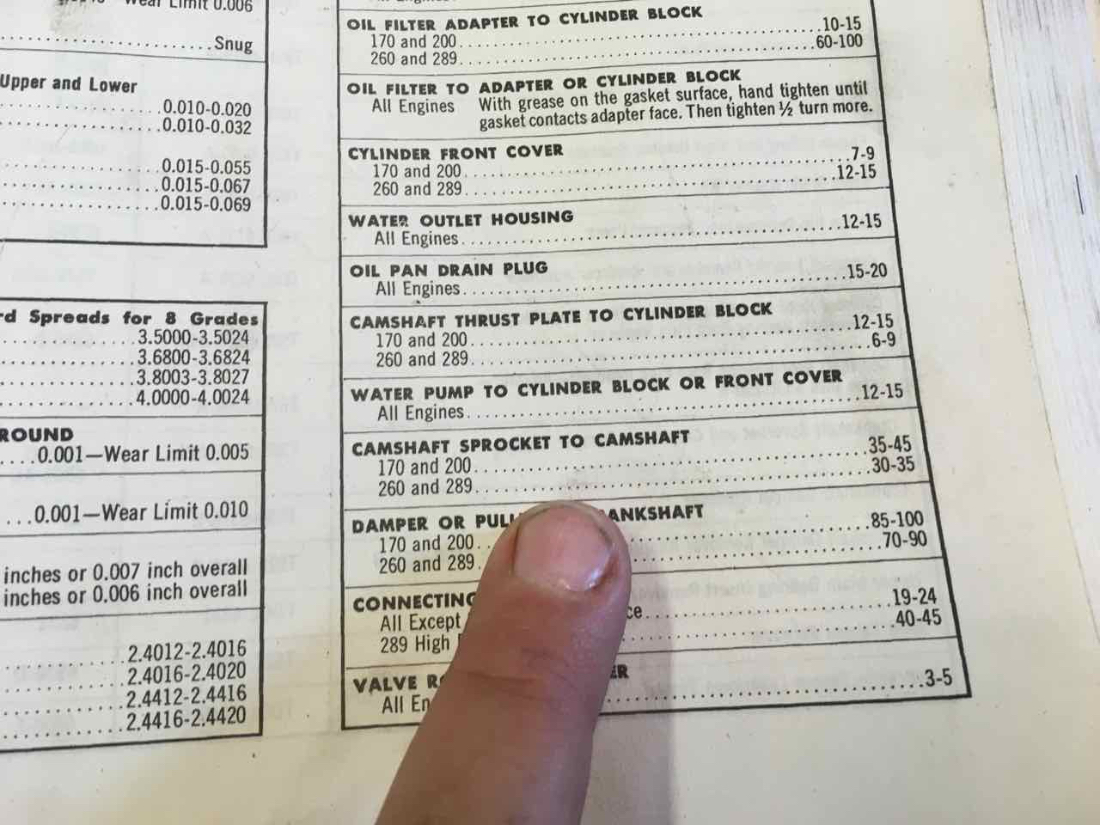 Wear Limit 0.006
Snug
Upper and Lower
0.010-0.020
0.010-0.032
0.015-0.055
0.015-0.067
0.015-0.069
rd Spreads for 8 Grades
3.5000-3.5024
3.6800-3.6824
3.8003-3.8027
4.0000-4.0024
ROUND
0.001—Wear Limit 0.005
0.001—Wear Limit 0.010
inches or 0.007 inch overall
inches or 0.006 inch overall
2.4012-2.4016
2.4016-2.4020
2.4412-2.4416
2.4416-2.4420
OIL FILTER ADAPTER TO CYLINDER BLOCK
170 and 200 10-15
260 and 289 60-100
OIL FILTER TO ADAPTER OR CYLINDER BLOCK
All Engines With grease on the gasket surface, hand tighten until
gasket contacts adapter face. Then tighten ½ turn more.
CYLINDER FRONT COVER
170 and 200 7-9
260 and 289 12-15
WATER OUTLET HOUSING
All Engines 12-15
OIL PAN DRAIN PLUG
All Engines 15-20
CAMSHAFT THRUST PLATE TO CYLINDER BLOCK
170 and 200 12-15
260 and 289 6-9
WATER PUMP TO CYLINDER BLOCK OR FRONT COVER
All Engines 12-15
CAMSHAFT SPROCKET TO CAMSHAFT
170 and 200 35-45
260 and 289 30-35
DAMPER OR PUL ANKSHAFT
170 and 200 85-100
260 and 289 70-90
CONNECTING
All Except ce 19-24
289 High 40-45
VALVE R ER
All En 3-5